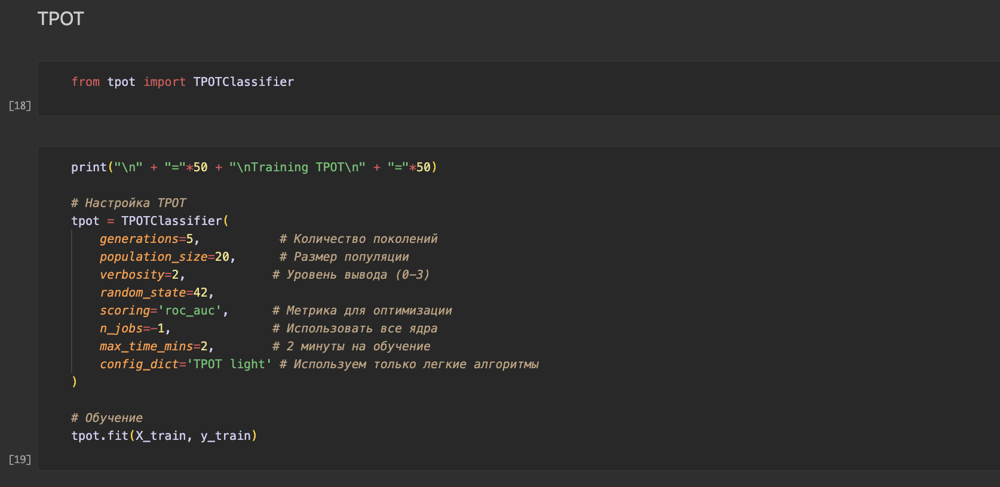 TPOT
from tpot import TPOTClassifier
[18]
print("\n" + "="*50 + "\nTraining TPOT\n" + "="*50)
# Настройка TPOT
tpot = TPOTClassifier(
generations=5, # Количество поколений
population_size=20, # Размер популяции
verbosity=2, # Уровень вывода (0-3)
random_state=42,
scoring='roc_auc', # Метрика для оптимизации
n_jobs=-1, # Использовать все ядра
max_time_mins=2, # 2 минуты на обучение
config_dict='TPOT light' # Используем только легкие алгоритмы
)
# Обучение
tpot.fit(X_train, y_train)
[19]